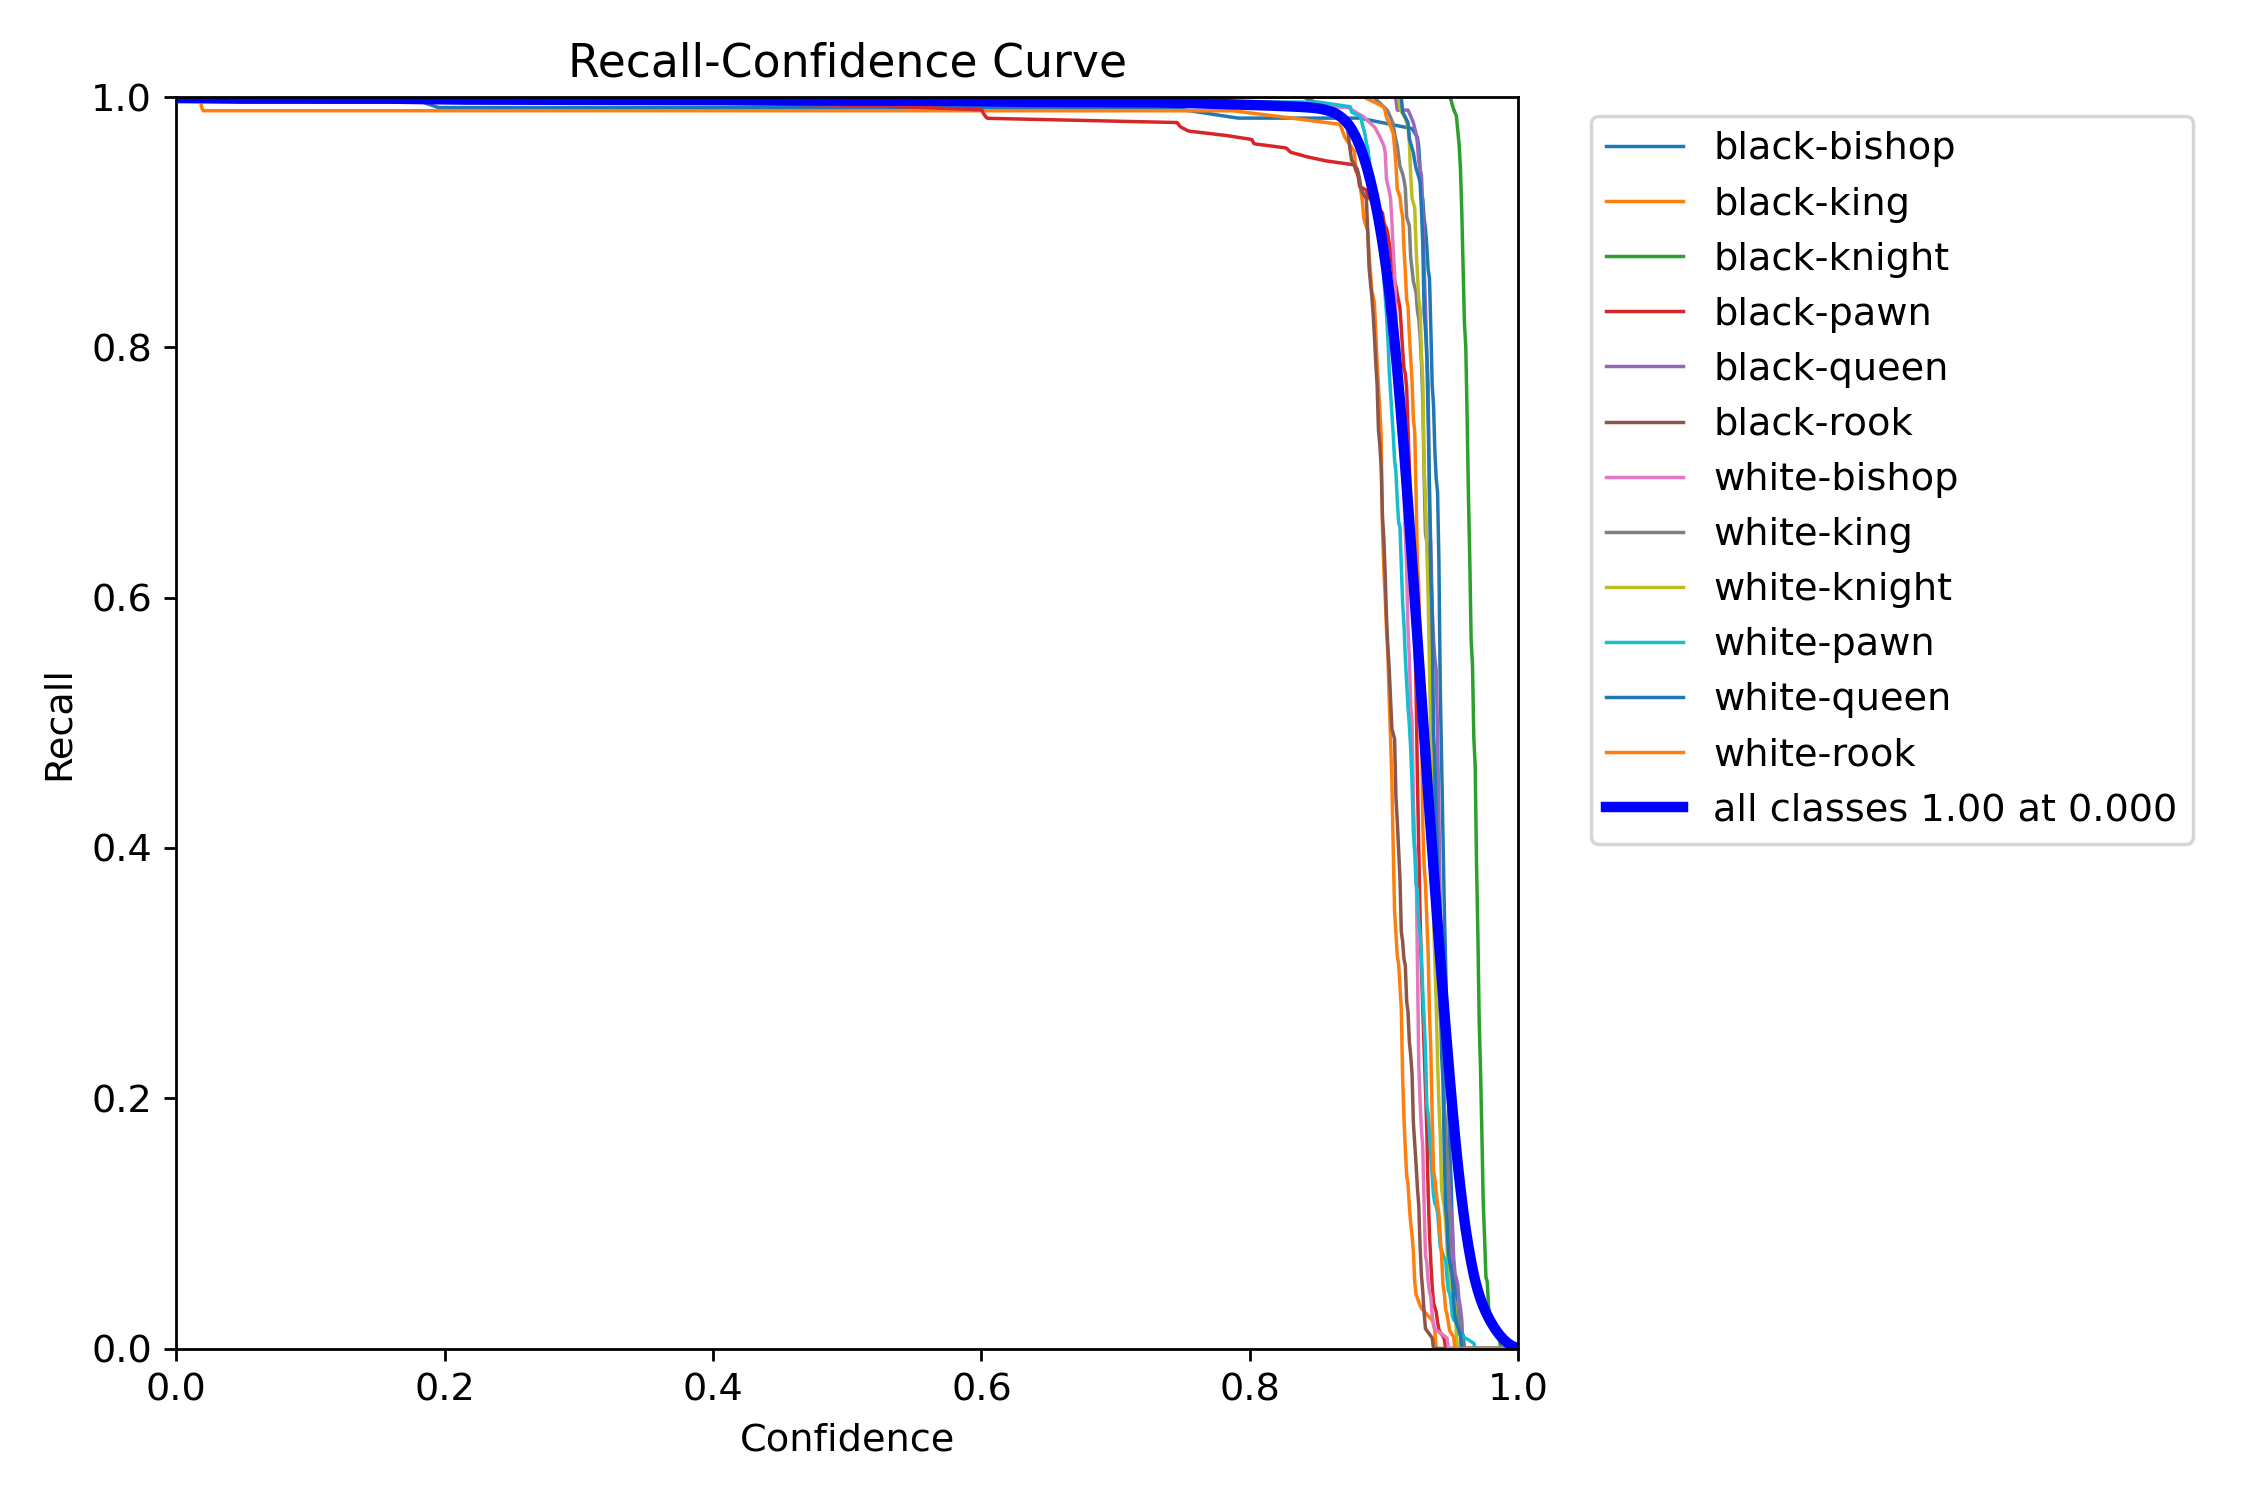 Recall-Confidence Curve
1.0
0.8
0.6
0.4
0.2
0.0
Recall
0.0 0.2 0.4 0.6 0.8 1.0
Confidence
black-bishop
black-king
black-knight
black-pawn
black-queen
black-rook
white-bishop
white-king
white-knight
white-pawn
white-queen
white-rook
all classes 1.00 at 0.000